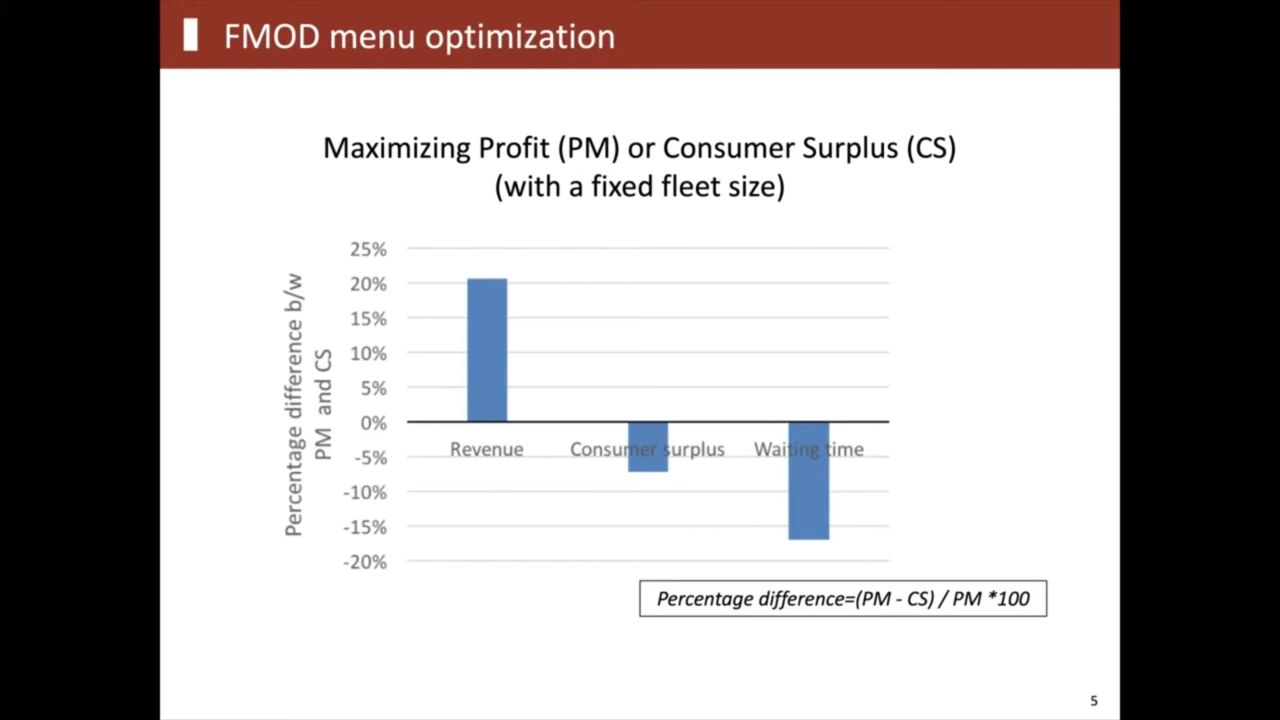 FMOD menu optimization
Maximizing Profit (PM) or Consumer Surplus (CS)
(with a fixed fleet size)
Percentage difference b/w
PM and CS
25%
20%
15%
10%
5%
0%
-5%
-10%
-15%
-20%
Revenue
Consumer surplus
Waiting time
Percentage difference=(PM - CS) / PM *100
5